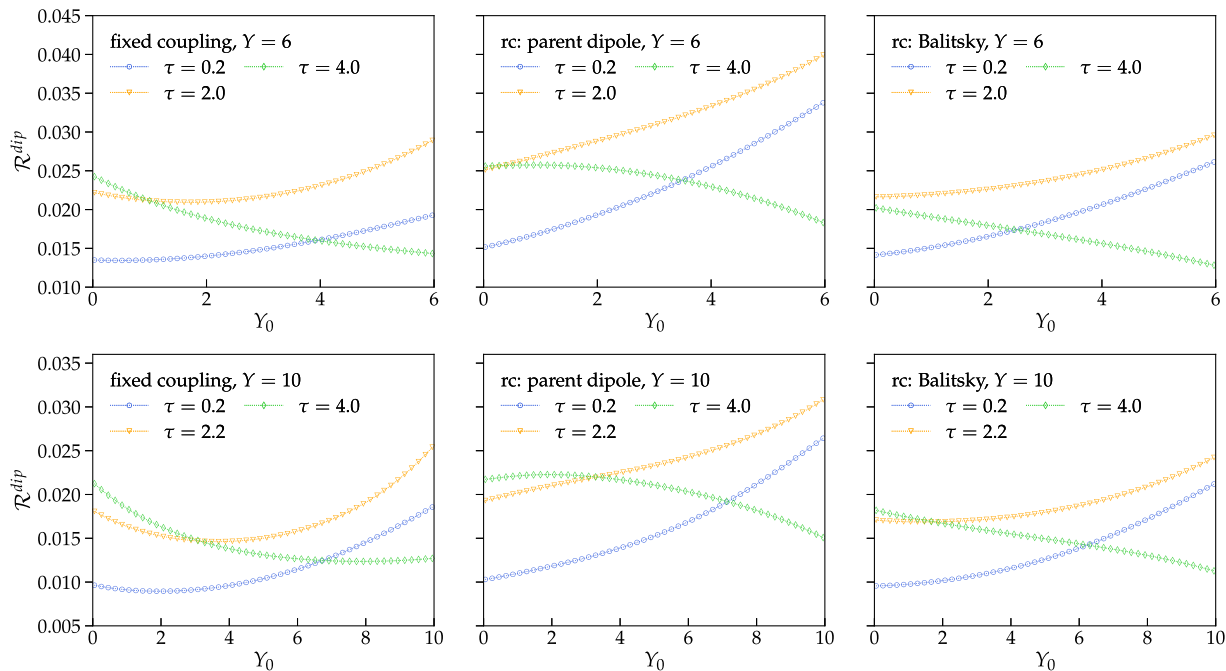 0.045
0.040
0.035
0.030
0.025
0.020
0.015
0.010
ℛ^dip
fixed coupling, Y = 6
τ = 0.2 τ = 4.0
τ = 2.0
0 2 4 6
Y₀
rc: parent dipole, Y = 6
τ = 0.2 τ = 4.0
τ = 2.0
0 2 4 6
Y₀
rc: Balitsky, Y = 6
τ = 0.2 τ = 4.0
τ = 2.0
0 2 4 6
Y₀
0.035
0.030
0.025
0.020
0.015
0.010
0.005
ℛ^dip
fixed coupling, Y = 10
τ = 0.2 τ = 4.0
τ = 2.2
0 2 4 6 8 10
Y₀
rc: parent dipole, Y = 10
τ = 0.2 τ = 4.0
τ = 2.2
0 2 4 6 8 10
Y₀
rc: Balitsky, Y = 10
τ = 0.2 τ = 4.0
τ = 2.2
0 2 4 6 8 10
Y₀